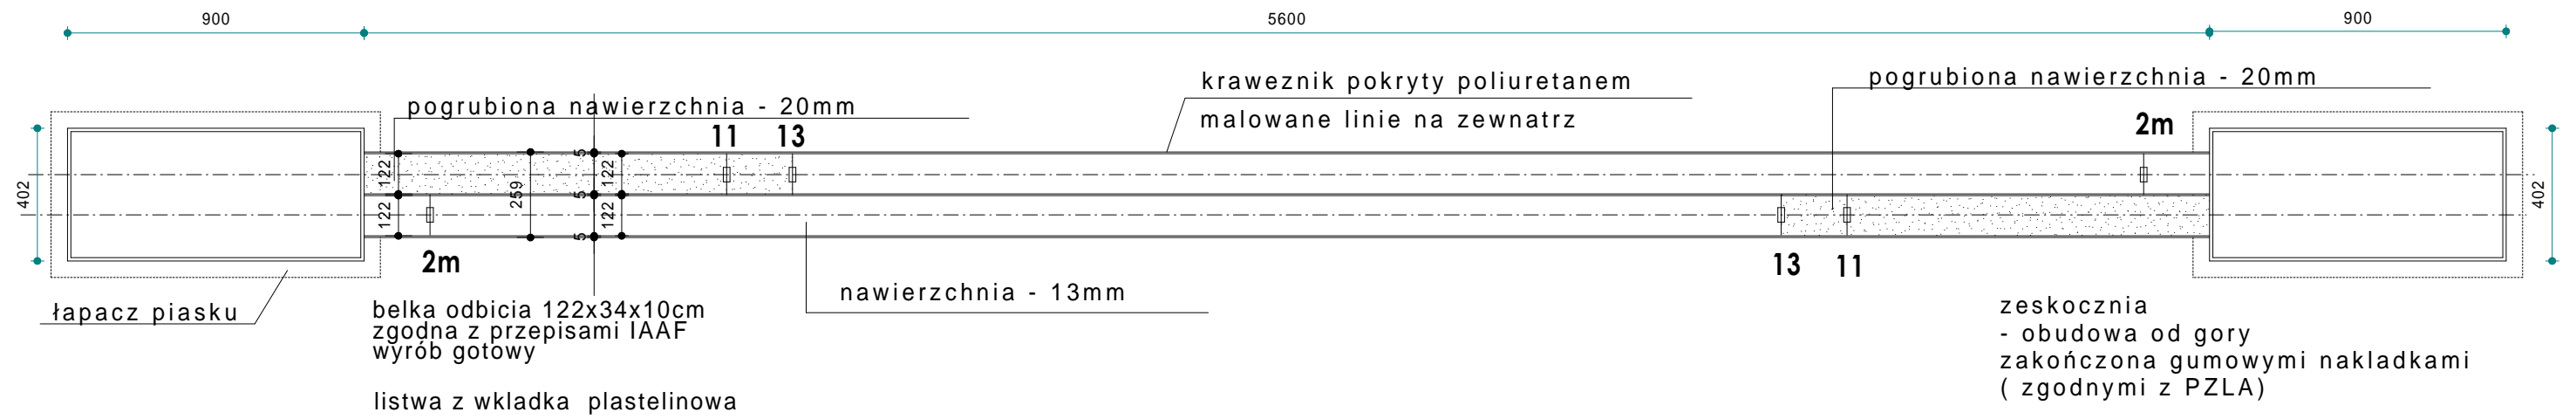 900
5600
900
kraweznik pokryty poliuretanem
malowane linie na zewnatrz
pogrubiona nawierzchnia - 20mm
pogrubiona nawierzchnia - 20mm
11
13
2m
402
122
259
5
122
5
122
122
5
402
2m
13
11
łapacz piasku
nawierzchnia - 13mm
belka odbicia 122x34x10cm
zgodna z przepisami IAAF
wyrób gotowy
listwa z wkladka plastelinowa
zeskocznia
- obudowa od gory
zakończona gumowymi nakladkami
( zgodnymi z PZLA)